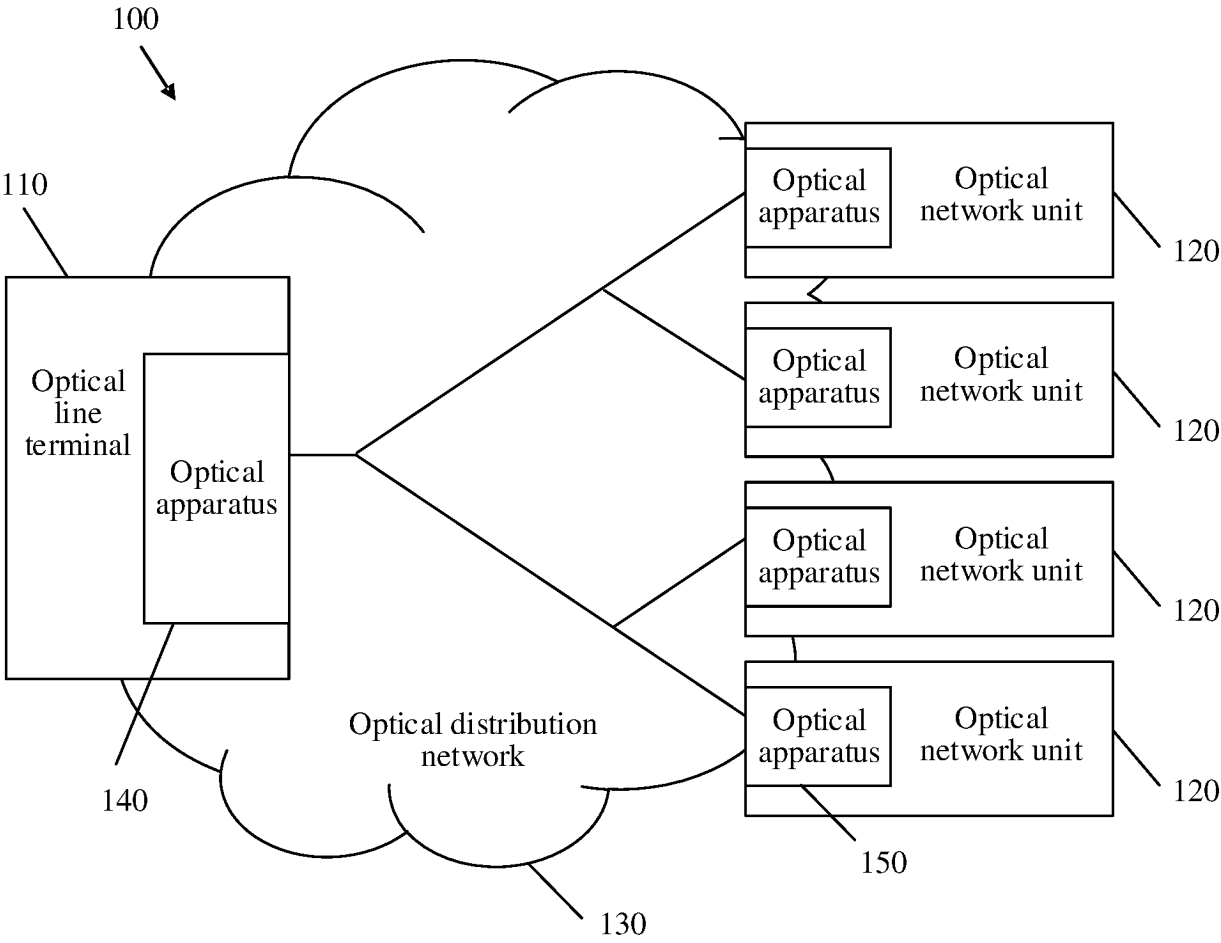 100
110
Optical
line
terminal
Optical
apparatus
140
Optical distribution
network
130
Optical
apparatus
Optical
network unit
120
Optical
apparatus
Optical
network unit
120
Optical
apparatus
Optical
network unit
120
Optical
apparatus
Optical
network unit
120
150